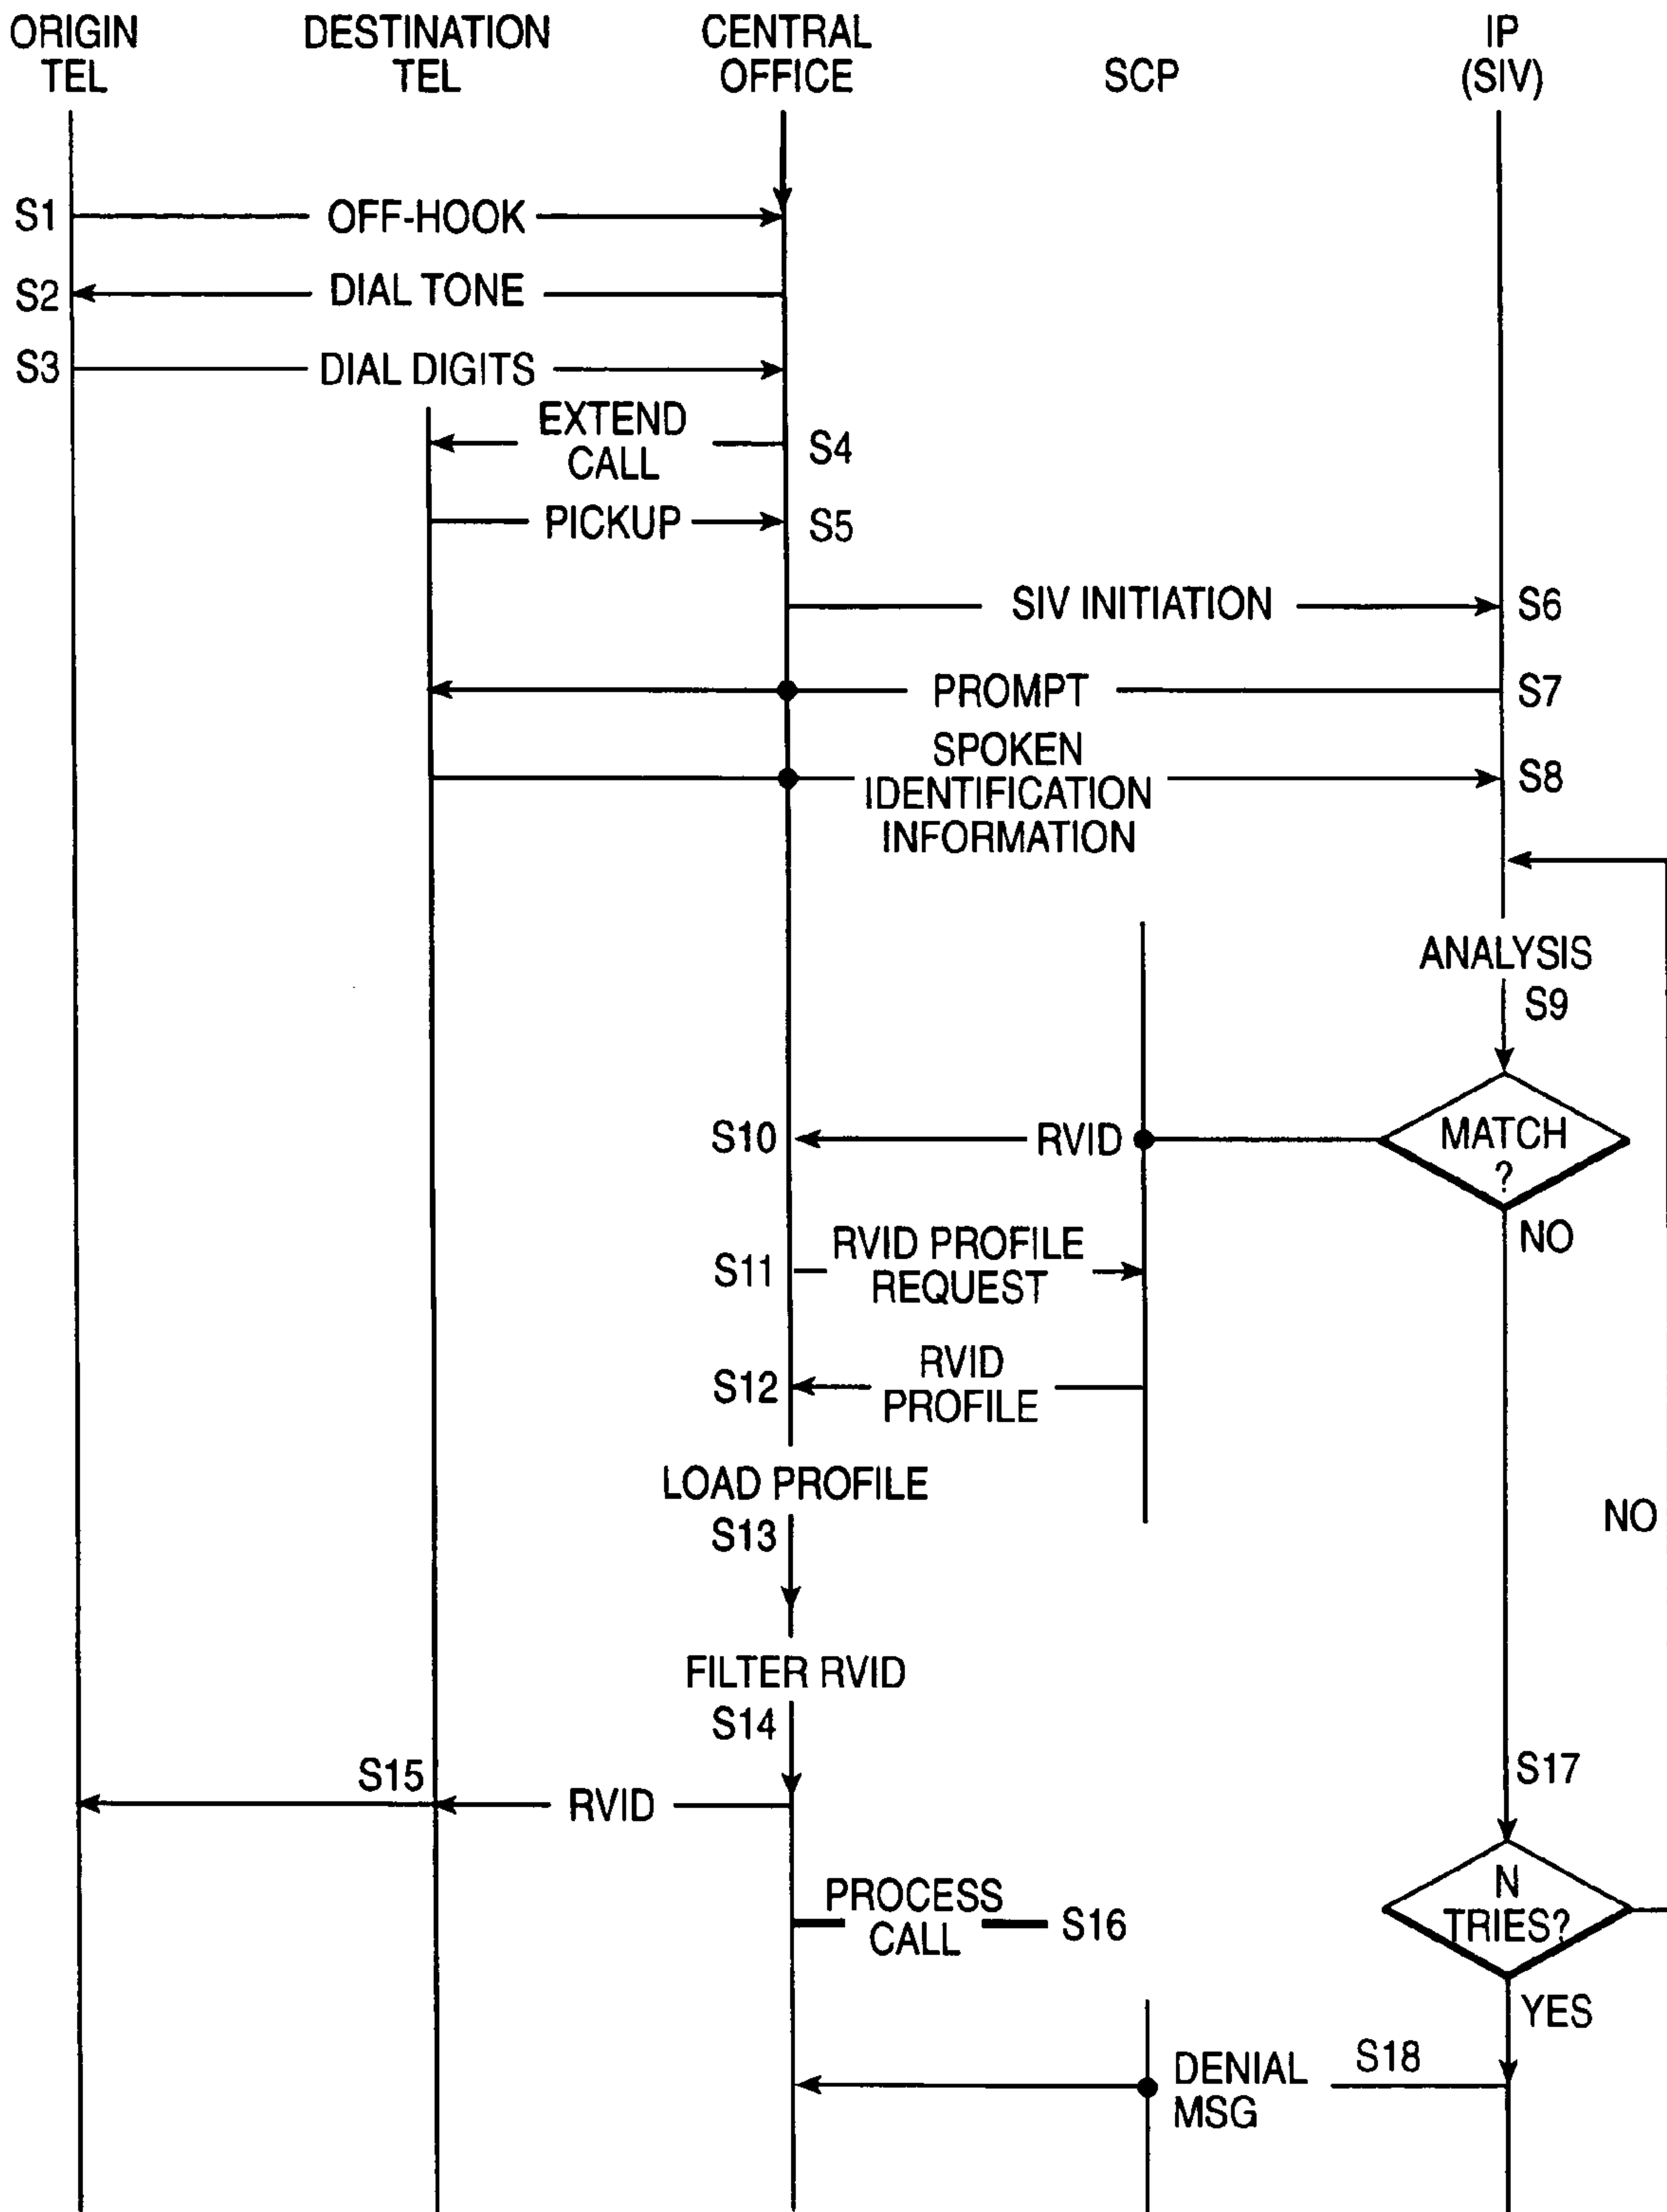 ORIGIN
TEL
DESTINATION
TEL
CENTRAL
OFFICE
SCP
IP
(SIV)
S1
OFF-HOOK
S2
DIAL TONE
S3
DIAL DIGITS
EXTEND
CALL
S4
PICKUP
S5
SIV INITIATION
S6
PROMPT
S7
SPOKEN
IDENTIFICATION
INFORMATION
S8
ANALYSIS
S9
MATCH
?
S10
RVID
NO
S11
RVID PROFILE
REQUEST
S12
RVID
PROFILE
LOAD PROFILE
S13
NO
FILTER RVID
S14
S15
RVID
S17
N
TRIES?
PROCESS
CALL
S16
YES
DENIAL
MSG
S18